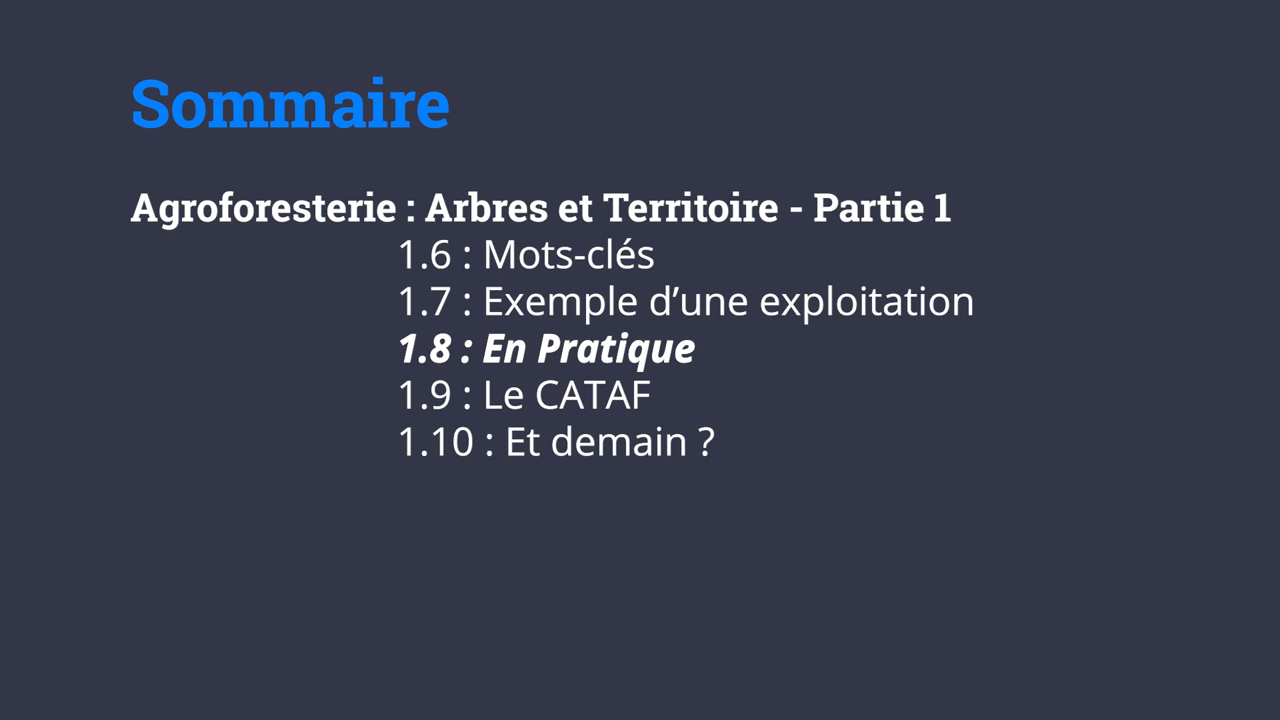 Sommaire
Agroforesterie : Arbres et Territoire - Partie 1
1.6 : Mots-clés
1.7 : Exemple d’une exploitation
1.8 : En Pratique
1.9 : Le CATAF
1.10 : Et demain ?